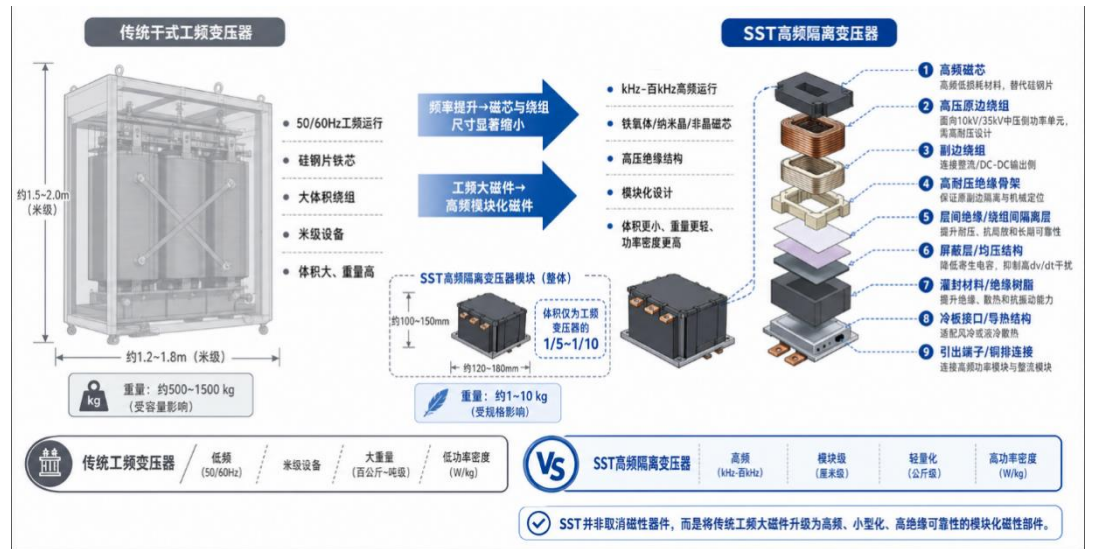 传统干式工频变压器
约1.5~2.0m
（米级）
约1.2~1.8m（米级）
kg
重量：约500~1500 kg
（受容量影响）
50/60Hz工频运行
硅钢片铁芯
大体积绕组
米级设备
体积大、重量高
频率提升→磁芯与绕组
尺寸显著缩小
工频大磁件→
高频模块化磁件
SST高频隔离变压器模块（整体）
约100~150mm
约120~180mm
体积仅为工频
变压器的
1/5~1/10
重量：约1~10 kg
（受规格影响）
SST高频隔离变压器
kHz-百kHz高频运行
铁氧体/纳米晶/非晶磁芯
高压绝缘结构
模块化设计
体积更小、重量更轻、
功率密度更高
1 高频磁芯
高频低损耗材料，替代硅钢片
2 高压原边绕组
面向10kV/35kV中压侧功率单元，
需高耐压设计
3 副边绕组
连接整流/DC-DC输出侧
4 高耐压绝缘骨架
保证原副边隔离与机械定位
5 层间绝缘/绕组间隔离层
提升耐压、抗局放和长期可靠性
6 屏蔽层/均压结构
降低寄生电容，抑制高dv/dt干扰
7 灌封材料/绝缘树脂
提升绝缘、散热和抗振动能力
8 冷板接口/导热结构
适配风冷或液冷散热
9 引出端子/铜排连接
连接高频功率模块与整流模块
传统工频变压器
低频
(50/60Hz)
米级设备
大重量
(百公斤~吨级)
低功率密度
(W/kg)
VS
SST高频隔离变压器
高频
(kHz-百kHz)
模块级
(厘米级)
轻量化
(公斤级)
高功率密度
(W/kg)
SST并非取消磁性器件，而是将传统工频大磁件升级为高频、小型化、高绝缘可靠性的模块化磁性部件。